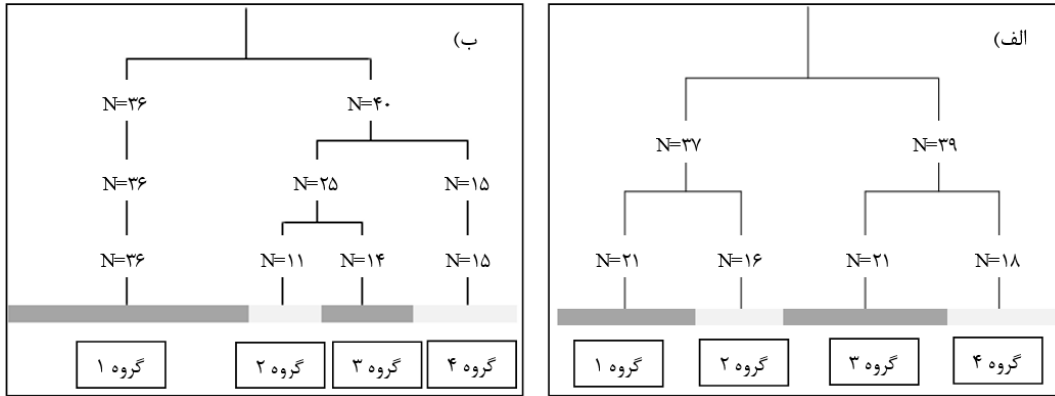 الف)
N=۳۷ N=۳۹
N=۲۱ N=۱۶ N=۲۱ N=۱۸
گروه ۱ گروه ۲ گروه ۳ گروه ۴
ب)
N=۳۶ N=۴۰
N=۳۶ N=۲۵ N=۱۵
N=۳۶ N=۱۱ N=۱۴ N=۱۵
گروه ۱ گروه ۲ گروه ۳ گروه ۴